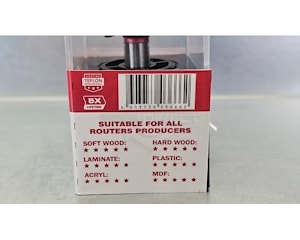 TEFLON
5X
SUITABLE FOR ALL
ROUTERS PRODUCERS
SOFT WOOD: HARD WOOD:
★ ★ ★ ★ ★ ★ ★ ★ ★ ★
LAMINATE: PLASTIC:
★ ★ ★ ★ ★ ★ ★ ★ ★ ★
ACRYL: MDF:
★ ★ ★ ★ ★ ★ ★ ★ ★ ★